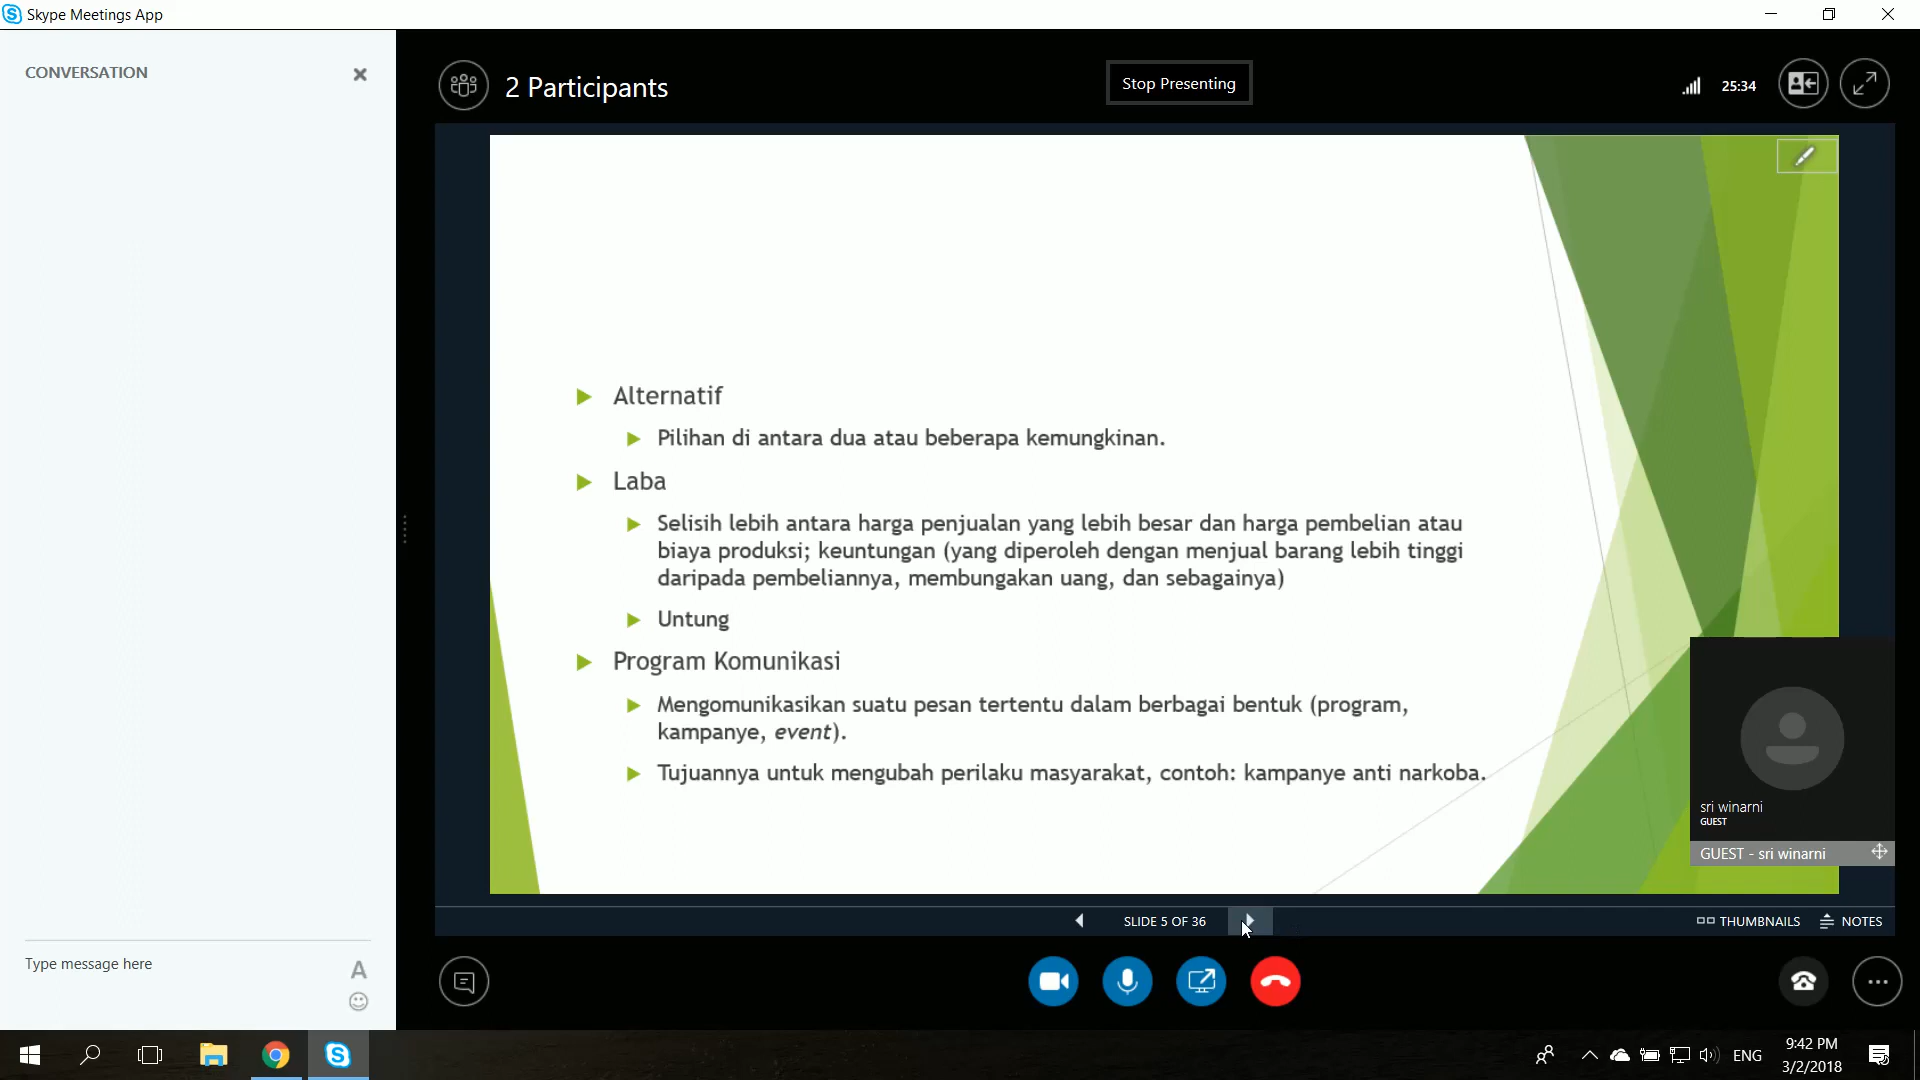 Skype Meetings App
CONVERSATION
2 Participants
Stop Presenting
25:34
Alternatif
Pilihan di antara dua atau beberapa kemungkinan.
Laba
Selisih lebih antara harga penjualan yang lebih besar dan harga pembelian atau
biaya produksi; keuntungan (yang diperoleh dengan menjual barang lebih tinggi
daripada pembeliannya, membungakan uang, dan sebagainya)
Untung
Program Komunikasi
Mengomunikasikan suatu pesan tertentu dalam berbagai bentuk (program,
kampanye, event).
Tujuannya untuk mengubah perilaku masyarakat, contoh: kampanye anti narkoba.
sri winarni
GUEST
GUEST - sri winarni
SLIDE 5 OF 36
THUMBNAILS
NOTES
Type message here
A
ENG
9:42 PM
3/2/2018